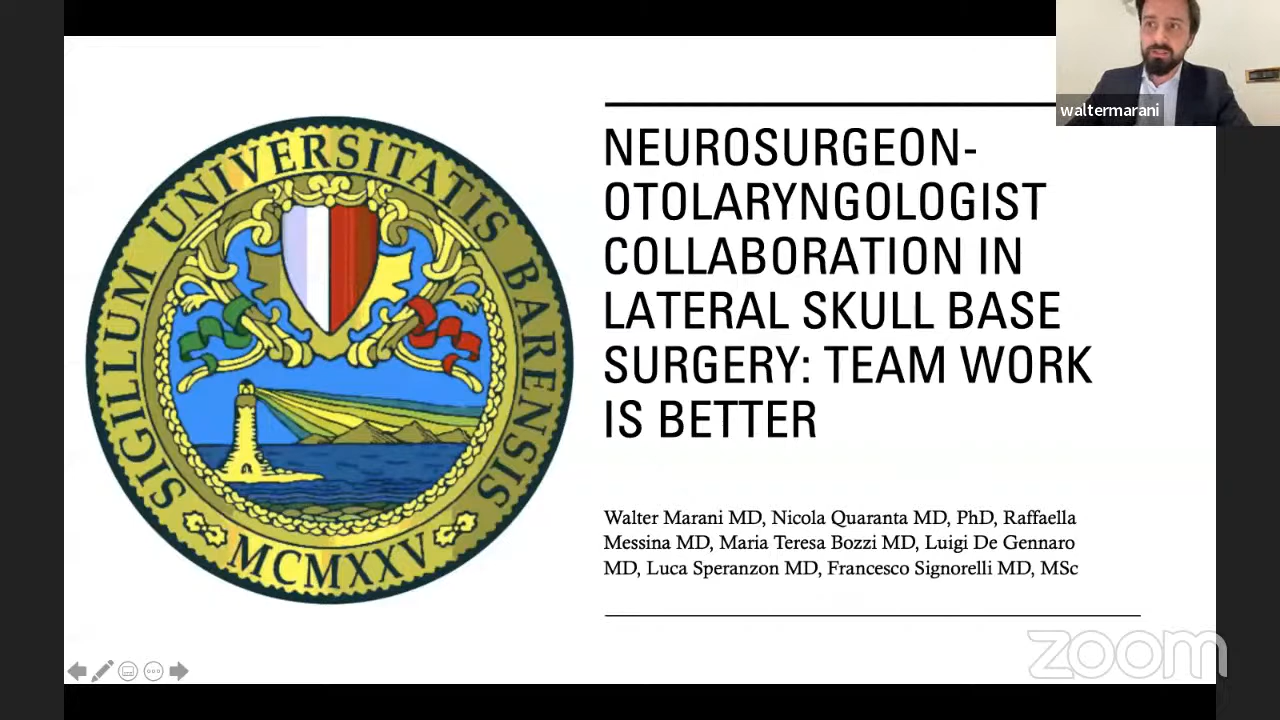 waltermarani
SIGILLUM UNIVERSITATIS BARENSIS
MCMXXV
NEUROSURGEON-
OTOLARYNGOLOGIST
COLLABORATION IN
LATERAL SKULL BASE
SURGERY: TEAM WORK
IS BETTER
Walter Marani MD, Nicola Quaranta MD, PhD, Raffaella
Messina MD, Maria Teresa Bozzi MD, Luigi De Gennaro
MD, Luca Speranzon MD, Francesco Signorelli MD, MSc
zoom